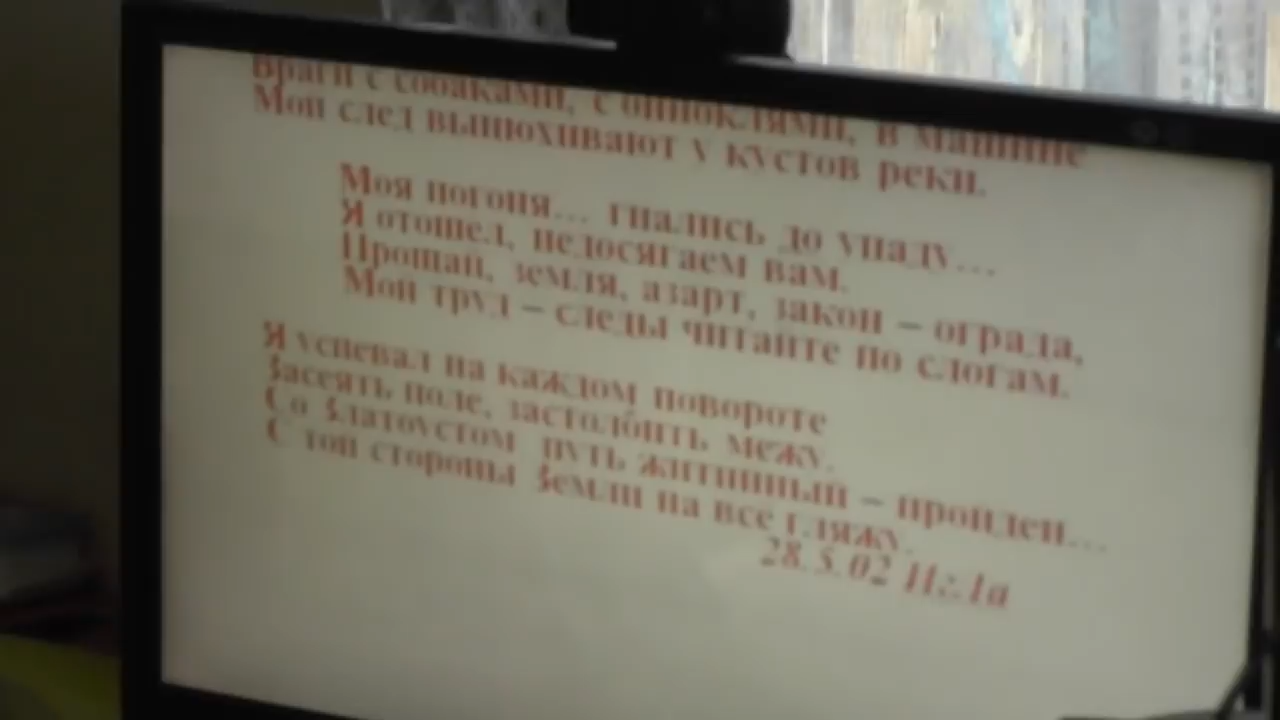 Враги с собаками, с биноклями, в машине
Мой след вынюхивают у кустов реки.
Моя погоня... гнались до упаду...
Я отошел, недосягаем вам.
Прощай, земля, азарт, закон – ограда,
Мой труд – следы читайте по слогам.
Я успевал на каждом повороте
Засеять поле, застолбить межу.
Со Златоустом путь житийный – пройден...
С той стороны Земли на все гляжу.
28.5.02